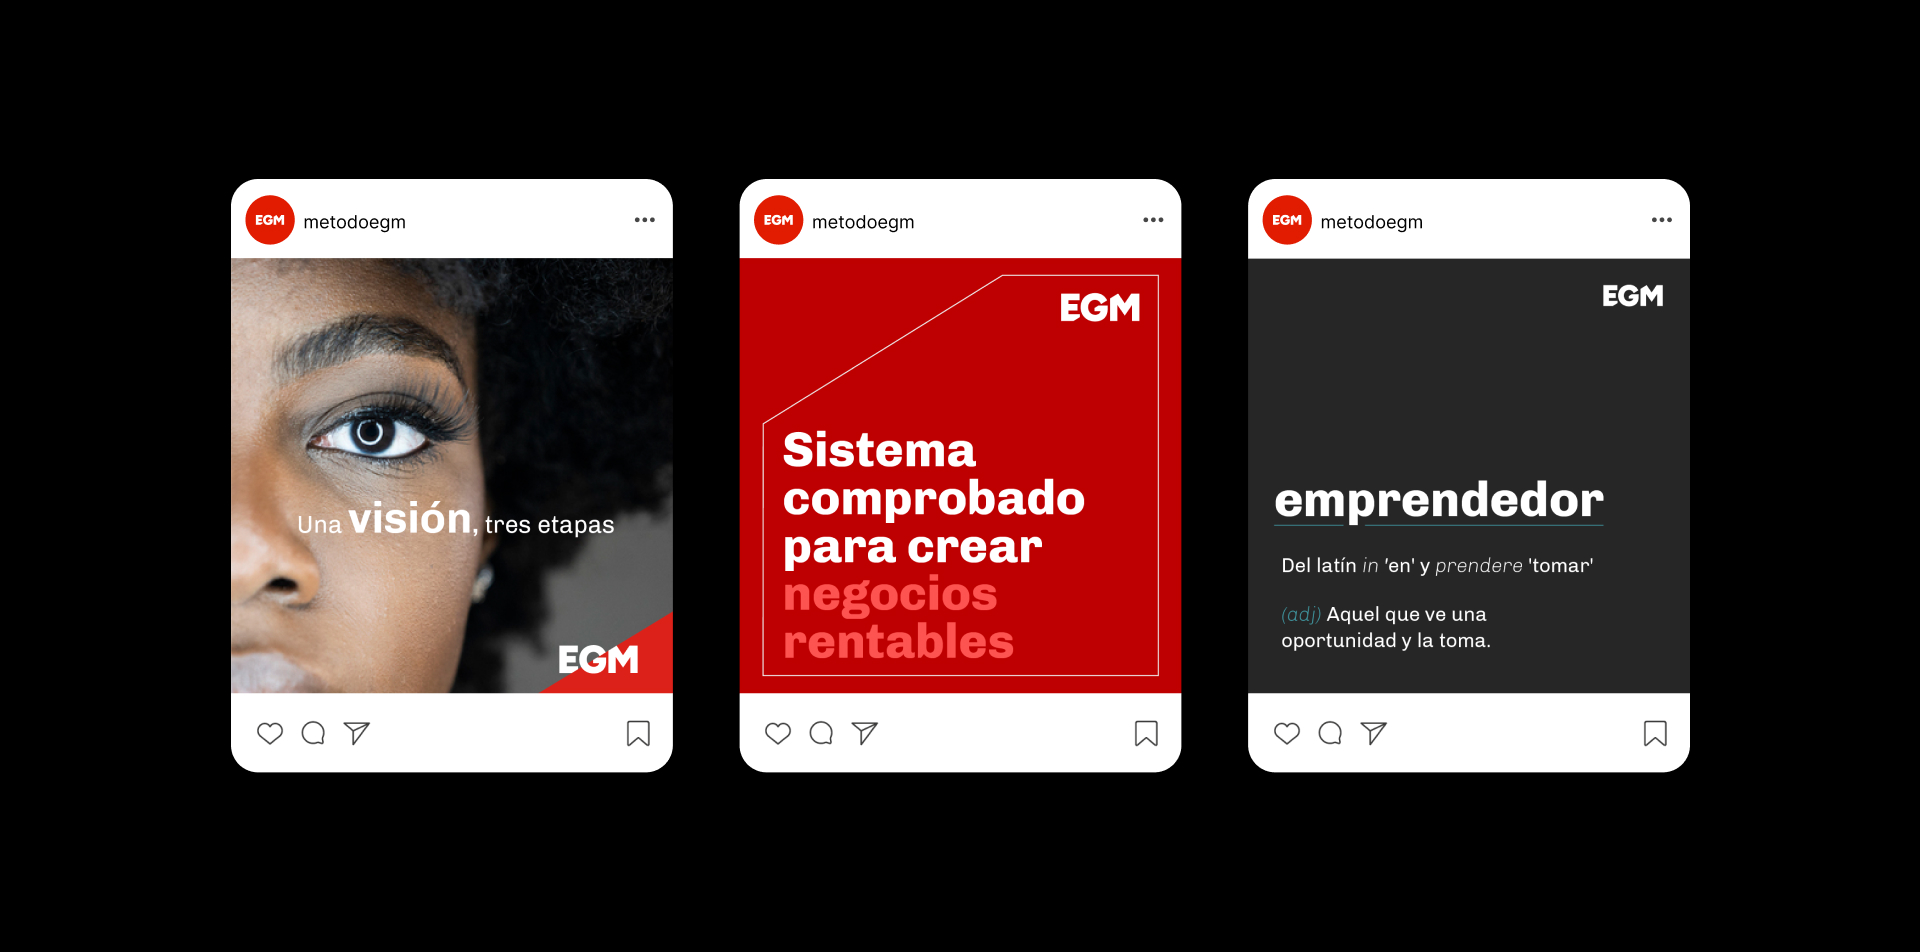 EGM metodoegm
Una visión, tres etapas
EGM
EGM metodoegm
EGM
Sistema
comprobado
para crear
negocios
rentables
EGM metodoegm
EGM
emprendedor
Del latín in 'en' y prendere 'tomar'
(adj) Aquel que ve una
oportunidad y la toma.